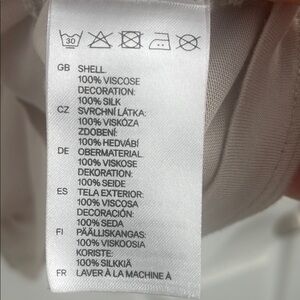 30
GB SHELL
100% VISCOSE
DECORATION:
100% SILK
CZ SVRCHNÍ LÁTKA:
100% VISKÓZA
ZDOBENÍ:
100% HEDVÁBÍ
DE OBERMATERIAL
100% VISKOSE
DEKORATION:
100% SEIDE
ES TELA EXTERIOR:
100% VISCOSA
DECORACIÓN:
100% SEDA
FI PÄÄLLISKANGAS:
100% VISKOOSIA
KORISTE:
100% SILKKIÄ
FR LAVER À LA MACHINE À